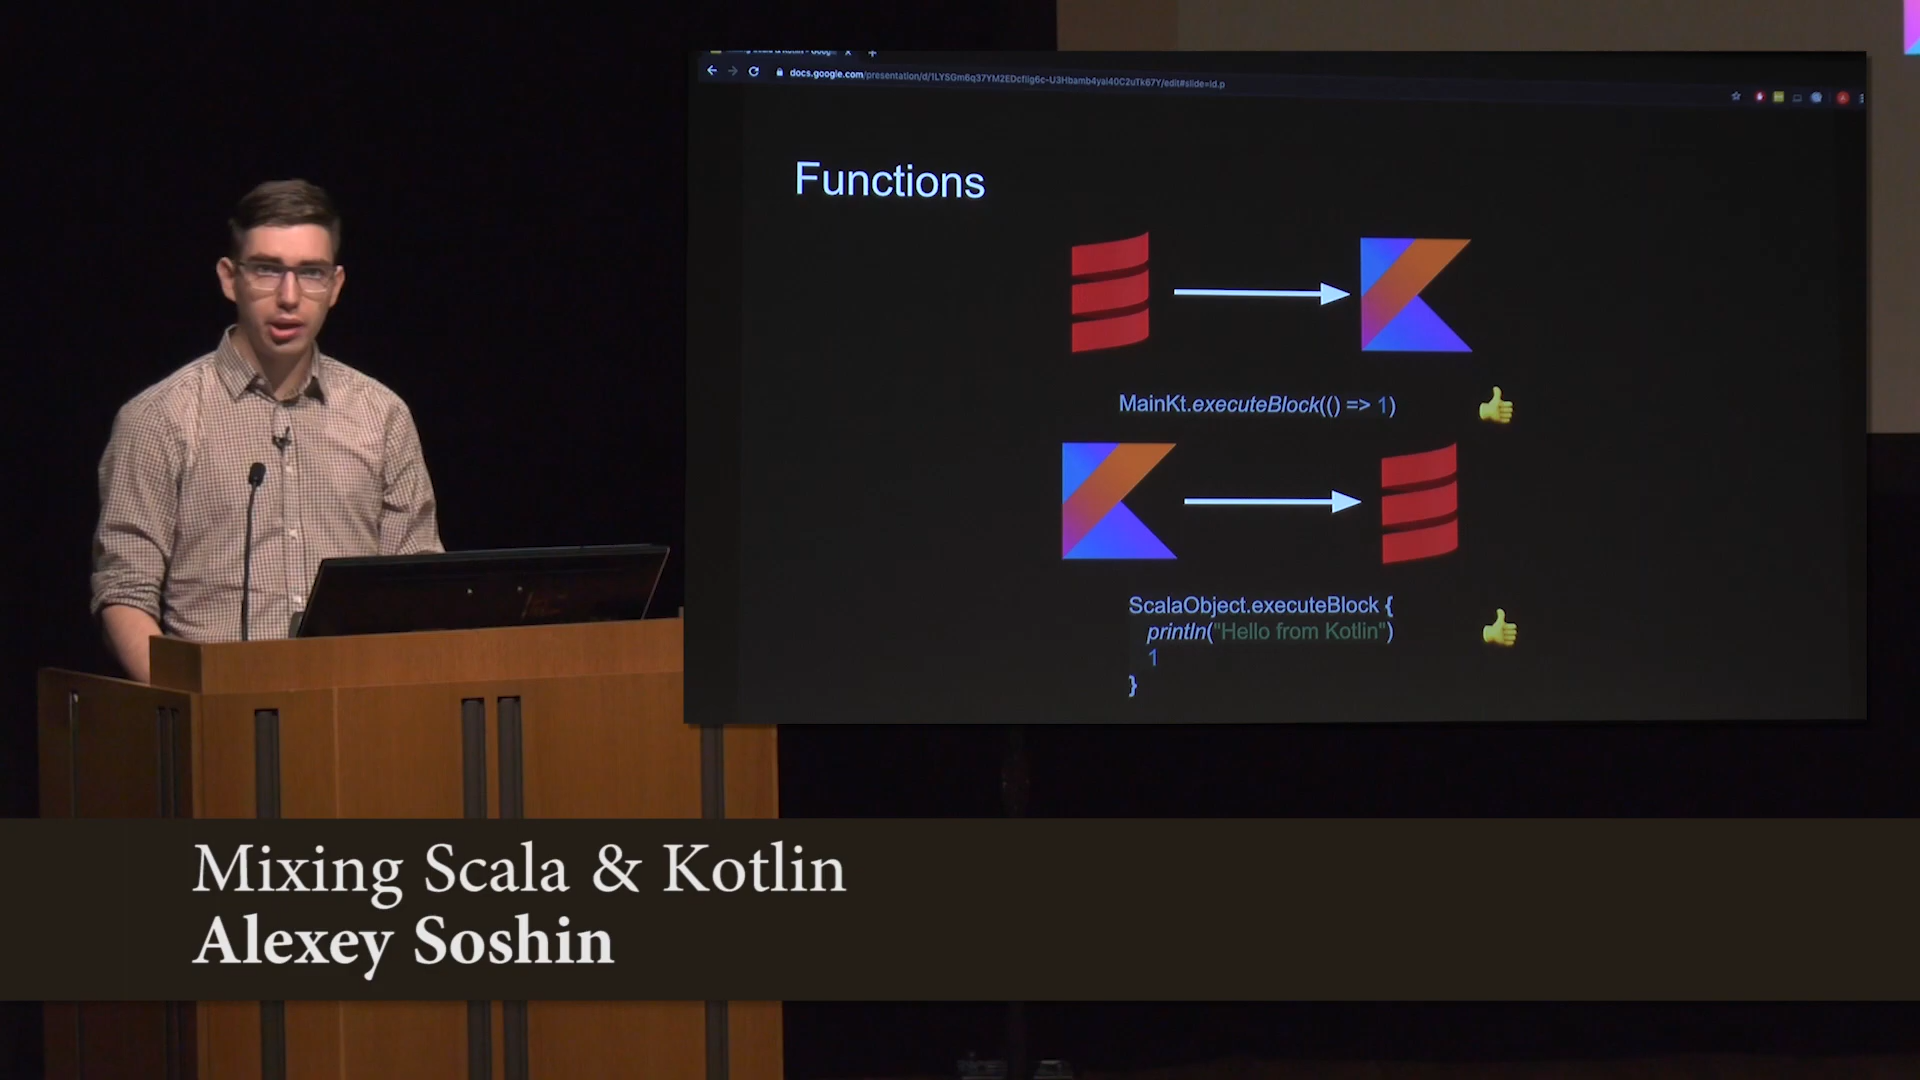 Functions
MainKt.executeBlock(() => 1)
ScalaObject.executeBlock {
println("Hello from Kotlin")
1
}
Mixing Scala & Kotlin
Alexey Soshin